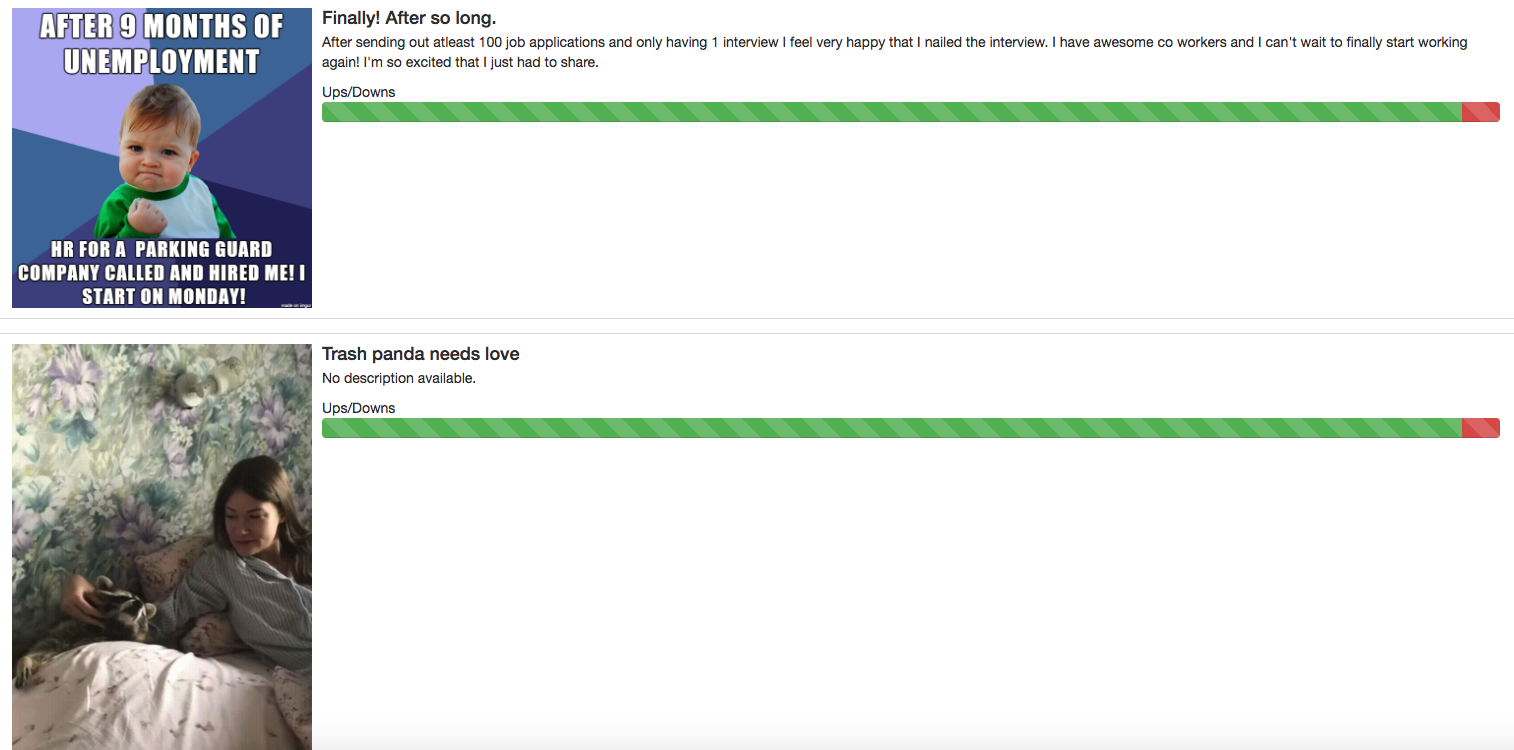 AFTER 9 MONTHS OF
UNEMPLOYMENT
HR FOR A PARKING GUARD
COMPANY CALLED AND HIRED ME! I
START ON MONDAY!
made on imgur
Finally! After so long.
After sending out atleast 100 job applications and only having 1 interview I feel very happy that I nailed the interview. I have awesome co workers and I can't wait to finally start working
again! I'm so excited that I just had to share.
Ups/Downs
Trash panda needs love
No description available.
Ups/Downs